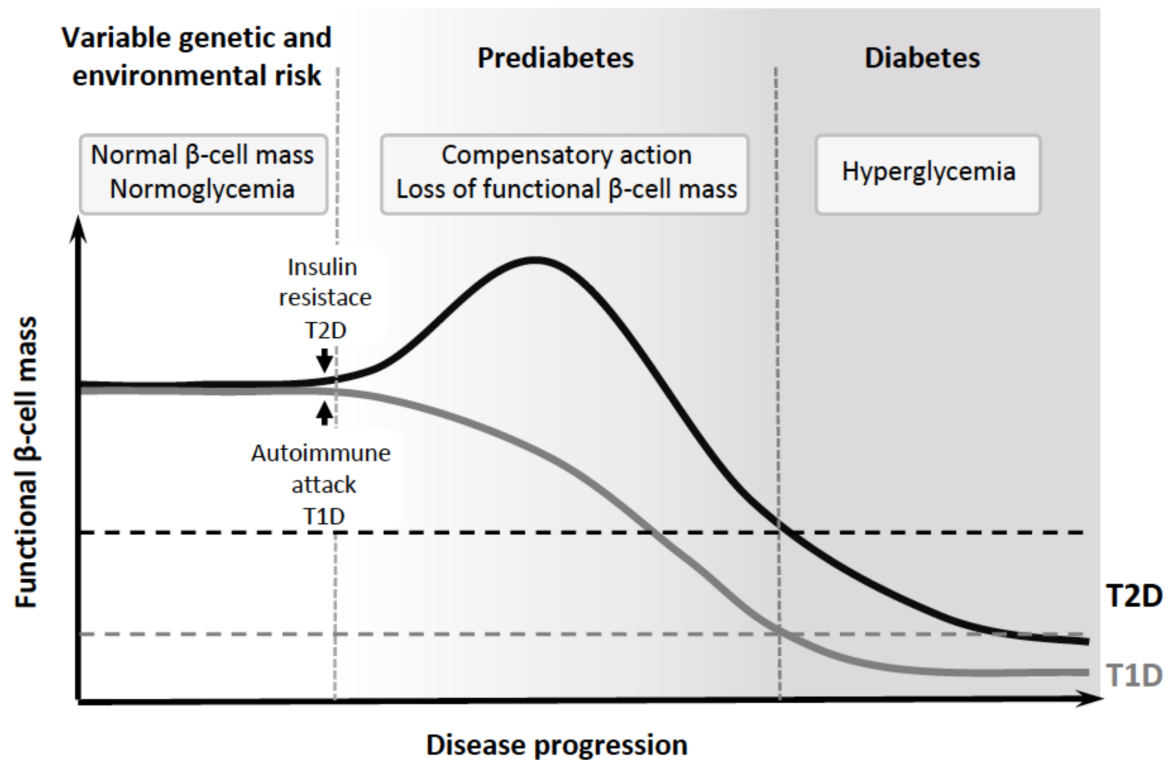 Variable genetic and
environmental risk
Prediabetes
Diabetes
Normal β-cell mass
Normoglycemia
Compensatory action
Loss of functional β-cell mass
Hyperglycemia
Insulin
resistace
T2D
Autoimmune
attack
T1D
Functional β-cell mass
T2D
T1D
Disease progression